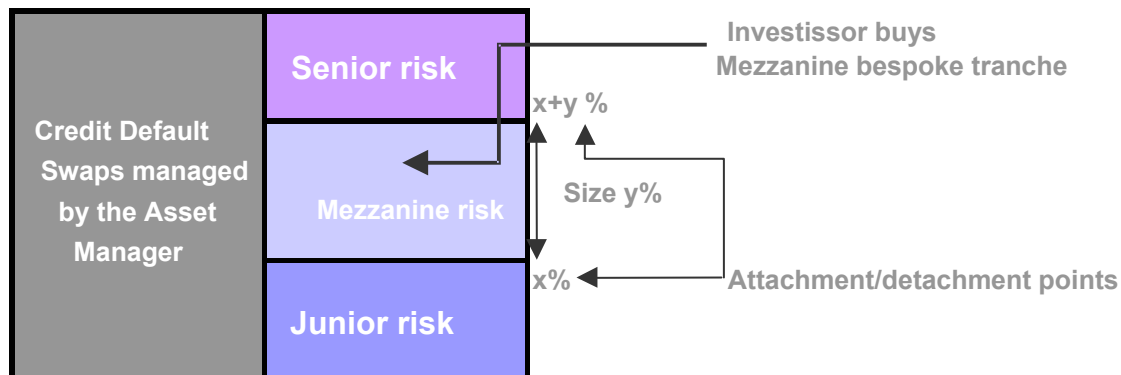 Credit Default
Swaps managed
by the Asset
Manager
Senior risk
Mezzanine risk
Junior risk
Investissor buys
Mezzanine bespoke tranche
x+y %
Size y%
x%
Attachment/detachment points